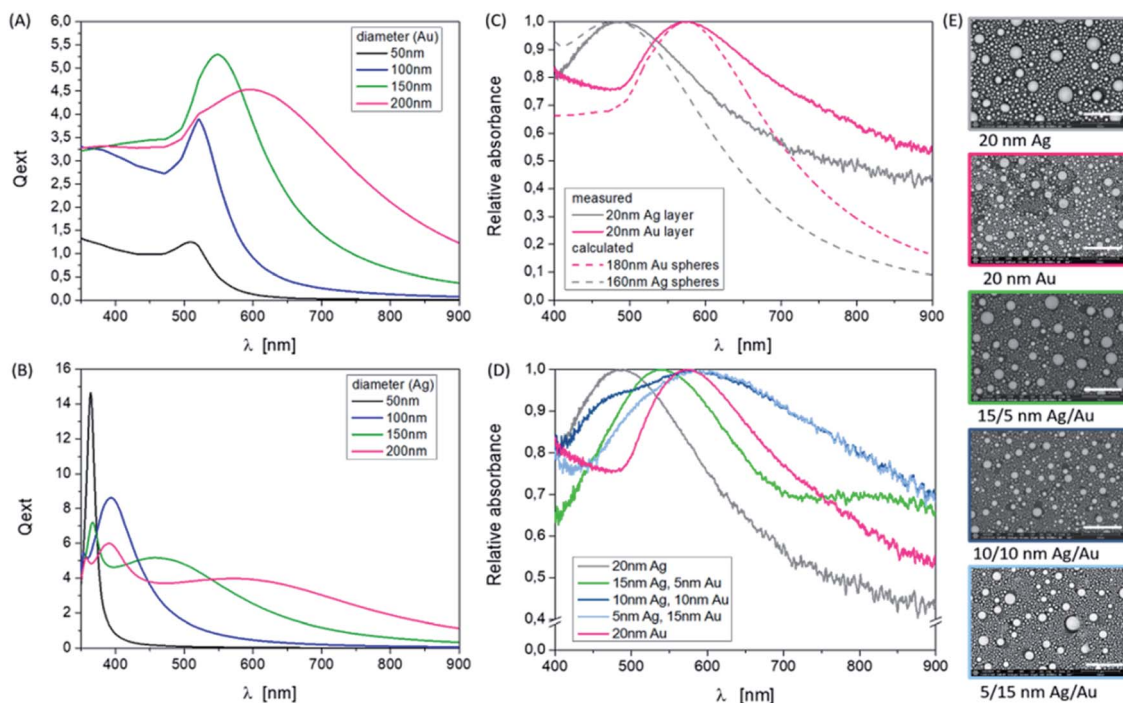 (A)
6,0
5,5
5,0
4,5
4,0
3,5
3,0
2,5
2,0
1,5
1,0
0,5
0,0
Qext
diameter (Au)
50nm
100nm
150nm
200nm
400 500 600 700 800 900
λ [nm]
(B)
16
14
12
10
8
6
4
2
0
Qext
diameter (Ag)
50nm
100nm
150nm
200nm
400 500 600 700 800 900
λ [nm]
(C)
1,0
0,9
0,8
0,7
0,6
0,5
0,4
0,3
0,2
0,1
0,0
Relative absorbance
measured
20nm Ag layer
20nm Au layer
calculated
180nm Au spheres
160nm Ag spheres
400 500 600 700 800 900
λ [nm]
(D)
1,0
0,9
0,8
0,7
0,6
0,5
0,4
0,0
Relative absorbance
20nm Ag
15nm Ag, 5nm Au
10nm Ag, 10nm Au
5nm Ag, 15nm Au
20nm Au
400 500 600 700 800 900
λ [nm]
(E)
20 nm Ag
20 nm Au
15/5 nm Ag/Au
10/10 nm Ag/Au
5/15 nm Ag/Au